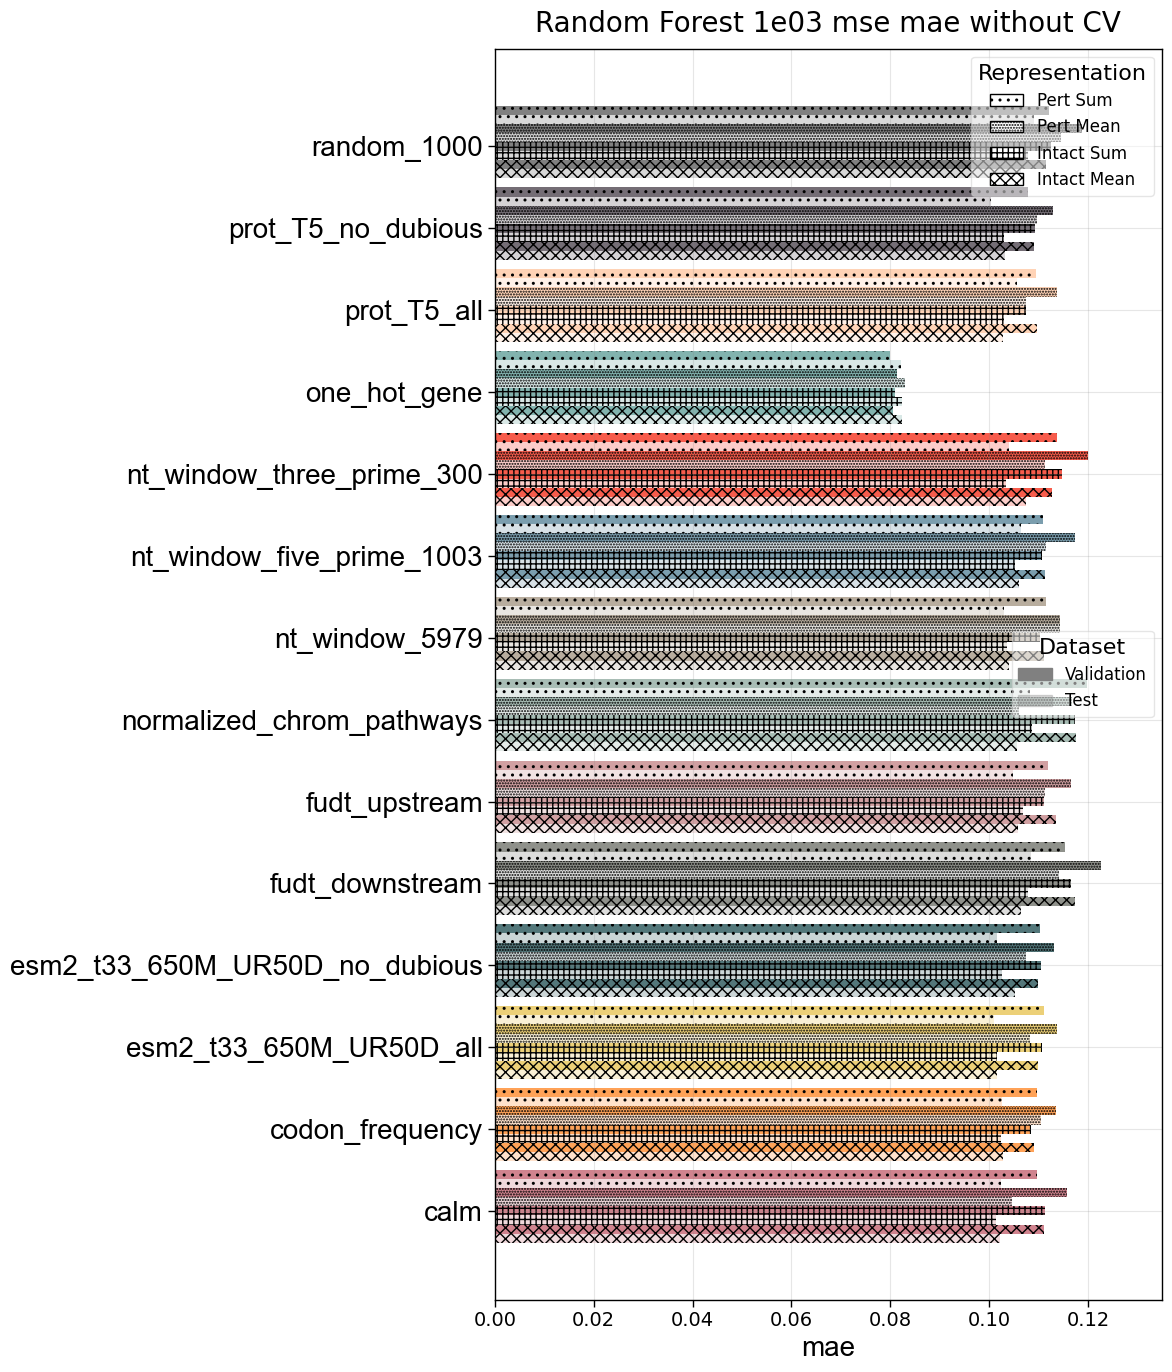 Random Forest 1e03 mse mae without CV
Representation
Pert Sum
Pert Mean
Intact Sum
Intact Mean
random_1000
prot_T5_no_dubious
prot_T5_all
one_hot_gene
nt_window_three_prime_300
nt_window_five_prime_1003
nt_window_5979
Dataset
Validation
Test
normalized_chrom_pathways
fudt_upstream
fudt_downstream
esm2_t33_650M_UR50D_no_dubious
esm2_t33_650M_UR50D_all
codon_frequency
calm
0.00 0.02 0.04 0.06 0.08 0.10 0.12
mae